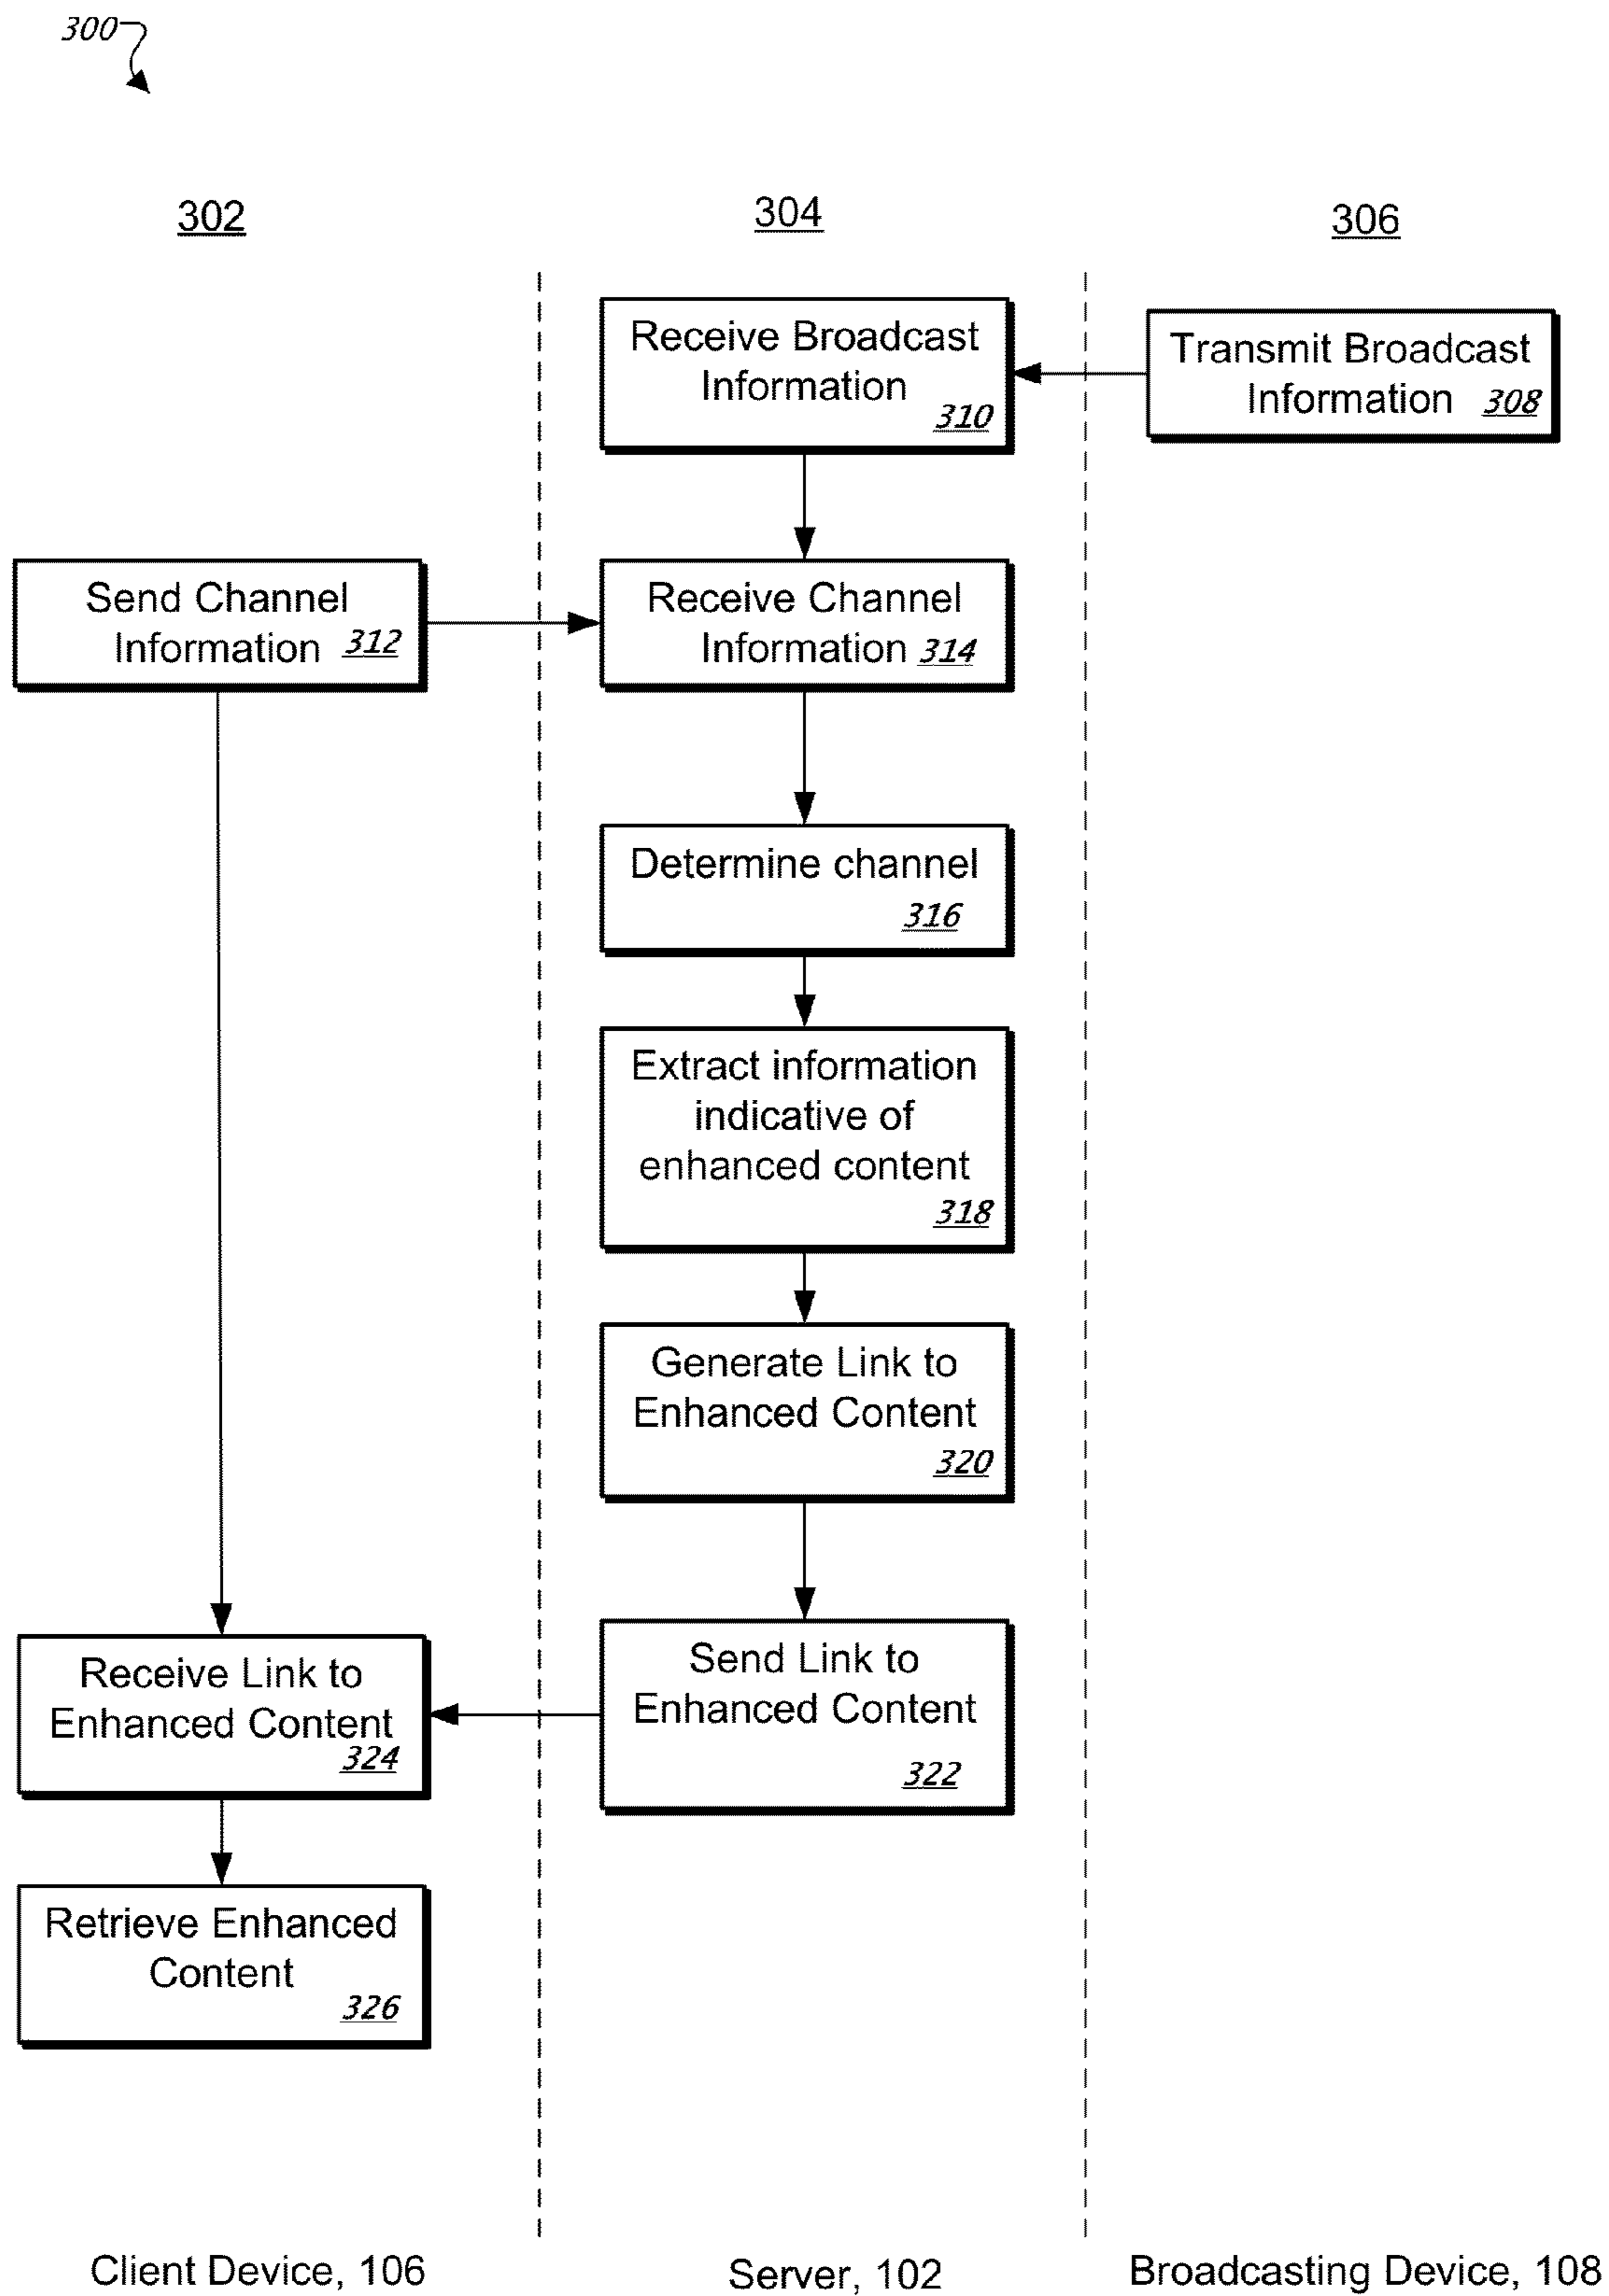 300
302
304
306
Receive Broadcast
Information
310
Transmit Broadcast
Information 308
Send Channel
Information 312
Receive Channel
Information 314
Determine channel
316
Extract information
indicative of
enhanced content
318
Generate Link to
Enhanced Content
320
Receive Link to
Enhanced Content
324
Send Link to
Enhanced Content
322
Retrieve Enhanced
Content
326
Client Device, 106
Server, 102
Broadcasting Device, 108